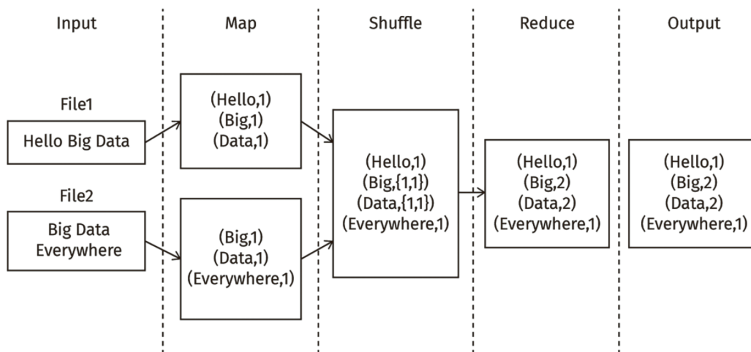 Input
Map
Shuffle
Reduce
Output
File1
Hello Big Data
File2
Big Data
Everywhere
(Hello,1)
(Big,1)
(Data,1)
(Big,1)
(Data,1)
(Everywhere,1)
(Hello,1)
(Big,{1,1})
(Data,{1,1})
(Everywhere,1)
(Hello,1)
(Big,2)
(Data,2)
(Everywhere,1)
(Hello,1)
(Big,2)
(Data,2)
(Everywhere,1)